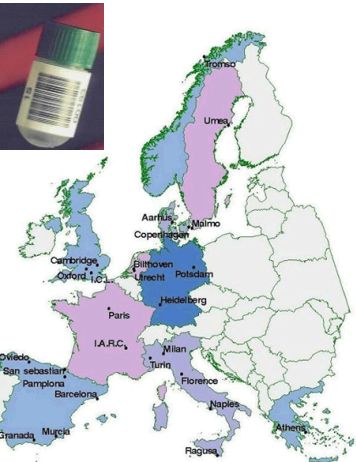 Tromso
Umea
Aarhus
Malmo
Copenhagen
Cambridge
Bilthoven
Oxford
I.C.L.
Utrecht
Potsdam
Heidelberg
Paris
I.A.R.C.
Milan
Oviedo
Turin
San sebastian
Pamplona
Florence
Barcelona
Naples
Granada
Murcia
Athens
Ragusa